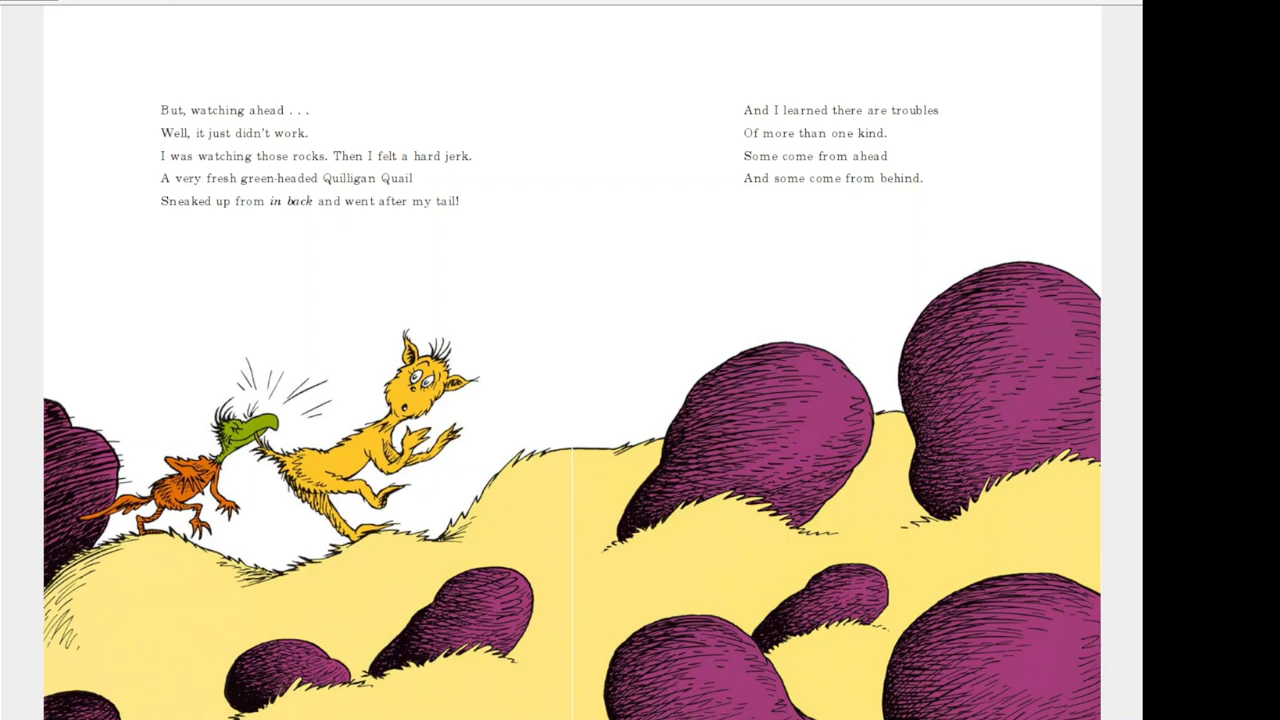 But, watching ahead . . .
Well, it just didn't work.
I was watching those rocks. Then I felt a hard jerk.
A very fresh green-headed Quilligan Quail
Sneaked up from in back and went after my tail!
And I learned there are troubles
Of more than one kind.
Some come from ahead
And some come from behind.